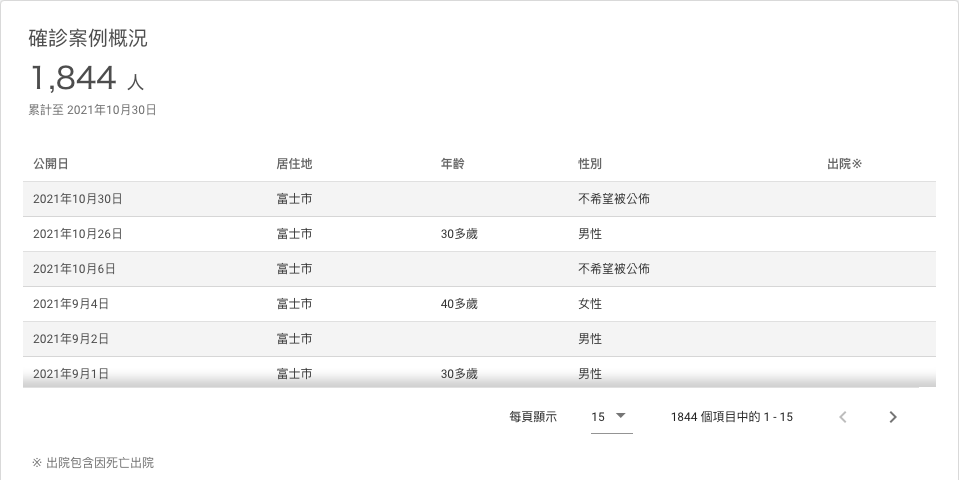 確診案例概況
1,844 人
累計至 2021年10月30日
公開日 居住地 年齡 性別 出院※
2021年10月30日 富士市 不希望被公佈
2021年10月26日 富士市 30多歲 男性
2021年10月6日 富士市 不希望被公佈
2021年9月4日 富士市 40多歲 女性
2021年9月2日 富士市 男性
2021年9月1日 富士市 30多歲 男性
每頁顯示 15 1844 個項目中的 1 - 15
※ 出院包含因死亡出院